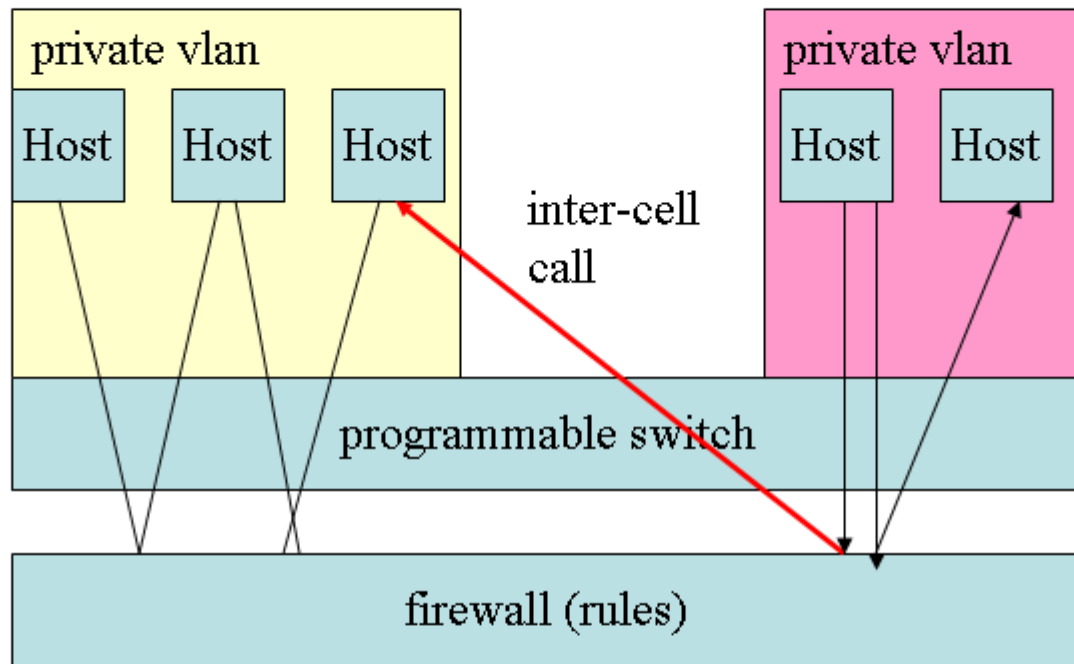 private vlan
private vlan
Host
Host
Host
Host
Host
inter-cell
call
programmable switch
firewall (rules)